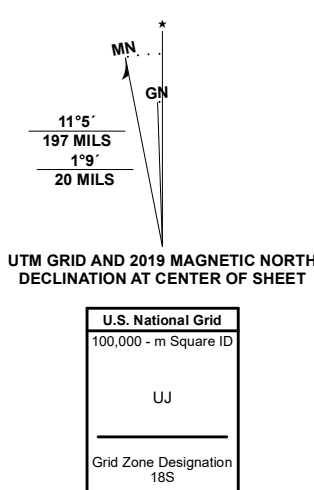 ★
MN
GN
11°5´
197 MILS
1°9´
20 MILS
UTM GRID AND 2019 MAGNETIC NORTH
DECLINATION AT CENTER OF SHEET
U.S. National Grid
100,000 - m Square ID
UJ
Grid Zone Designation
18S